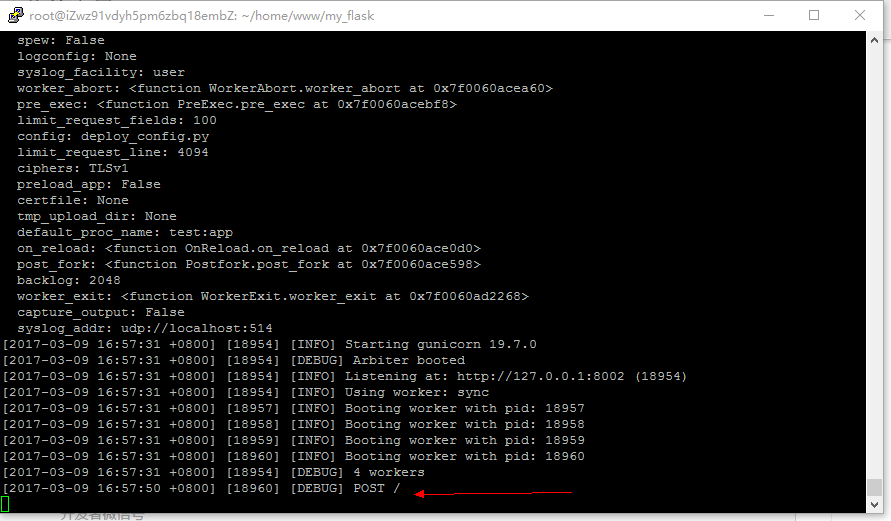 root@iZwz91vdyh5pm6zbq18embZ: ~/home/www/my_flask
spew: False
logconfig: None
syslog_facility: user
worker_abort: <function WorkerAbort.worker_abort at 0x7f0060acea60>
pre_exec: <function PreExec.pre_exec at 0x7f0060acebf8>
limit_request_fields: 100
config: deploy_config.py
limit_request_line: 4094
ciphers: TLSv1
preload_app: False
certfile: None
tmp_upload_dir: None
default_proc_name: test:app
on_reload: <function OnReload.on_reload at 0x7f0060ace0d0>
post_fork: <function Postfork.post_fork at 0x7f0060ace598>
backlog: 2048
worker_exit: <function WorkerExit.worker_exit at 0x7f0060ad2268>
capture_output: False
syslog_addr: udp://localhost:514
[2017-03-09 16:57:31 +0800] [18954] [INFO] Starting gunicorn 19.7.0
[2017-03-09 16:57:31 +0800] [18954] [DEBUG] Arbiter booted
[2017-03-09 16:57:31 +0800] [18954] [INFO] Listening at: http://127.0.0.1:8002 (18954)
[2017-03-09 16:57:31 +0800] [18954] [INFO] Using worker: sync
[2017-03-09 16:57:31 +0800] [18957] [INFO] Booting worker with pid: 18957
[2017-03-09 16:57:31 +0800] [18958] [INFO] Booting worker with pid: 18958
[2017-03-09 16:57:31 +0800] [18959] [INFO] Booting worker with pid: 18959
[2017-03-09 16:57:31 +0800] [18960] [INFO] Booting worker with pid: 18960
[2017-03-09 16:57:31 +0800] [18954] [DEBUG] 4 workers
[2017-03-09 16:57:50 +0800] [18960] [DEBUG] POST /
开发者微信号